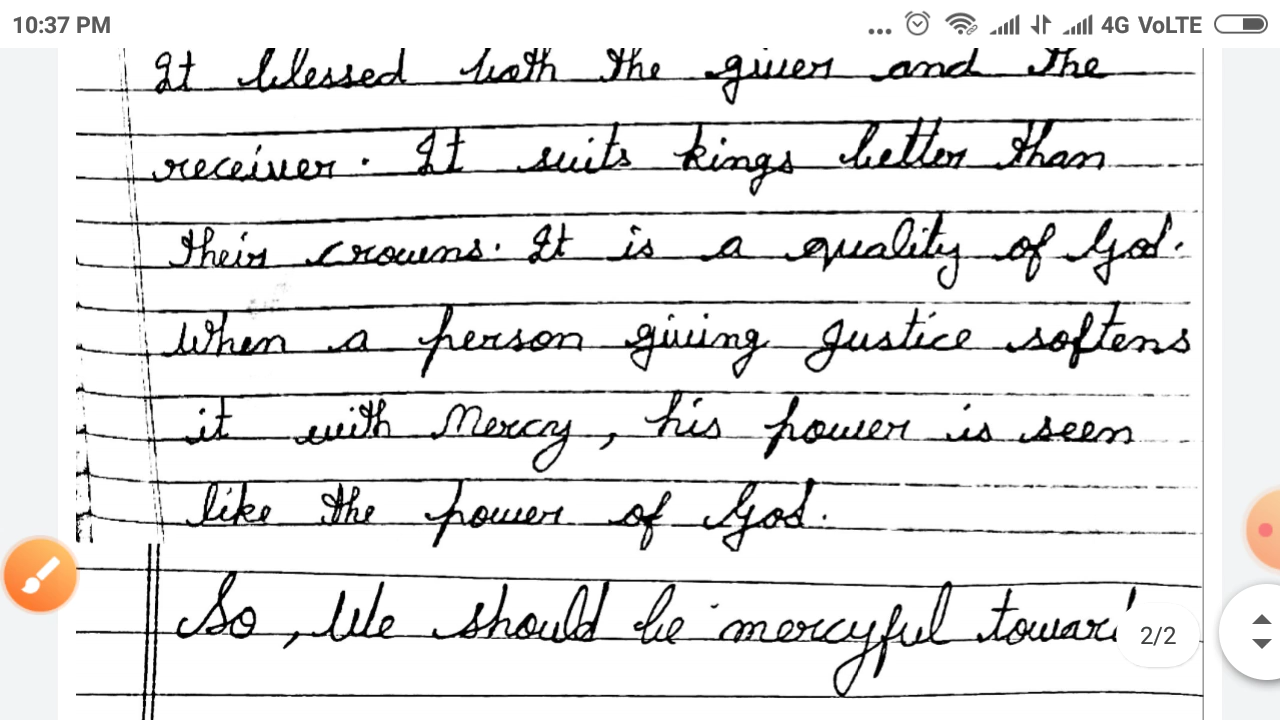 10:37 PM ... 4G VoLTE
It blessed both the giver and the
receiver. It suits kings better than
their crowns. It is a quality of God.
When a person giving justice softens
it with Mercy, his power is seen
like the power of God.
So, We should be mercyful toward
2/2